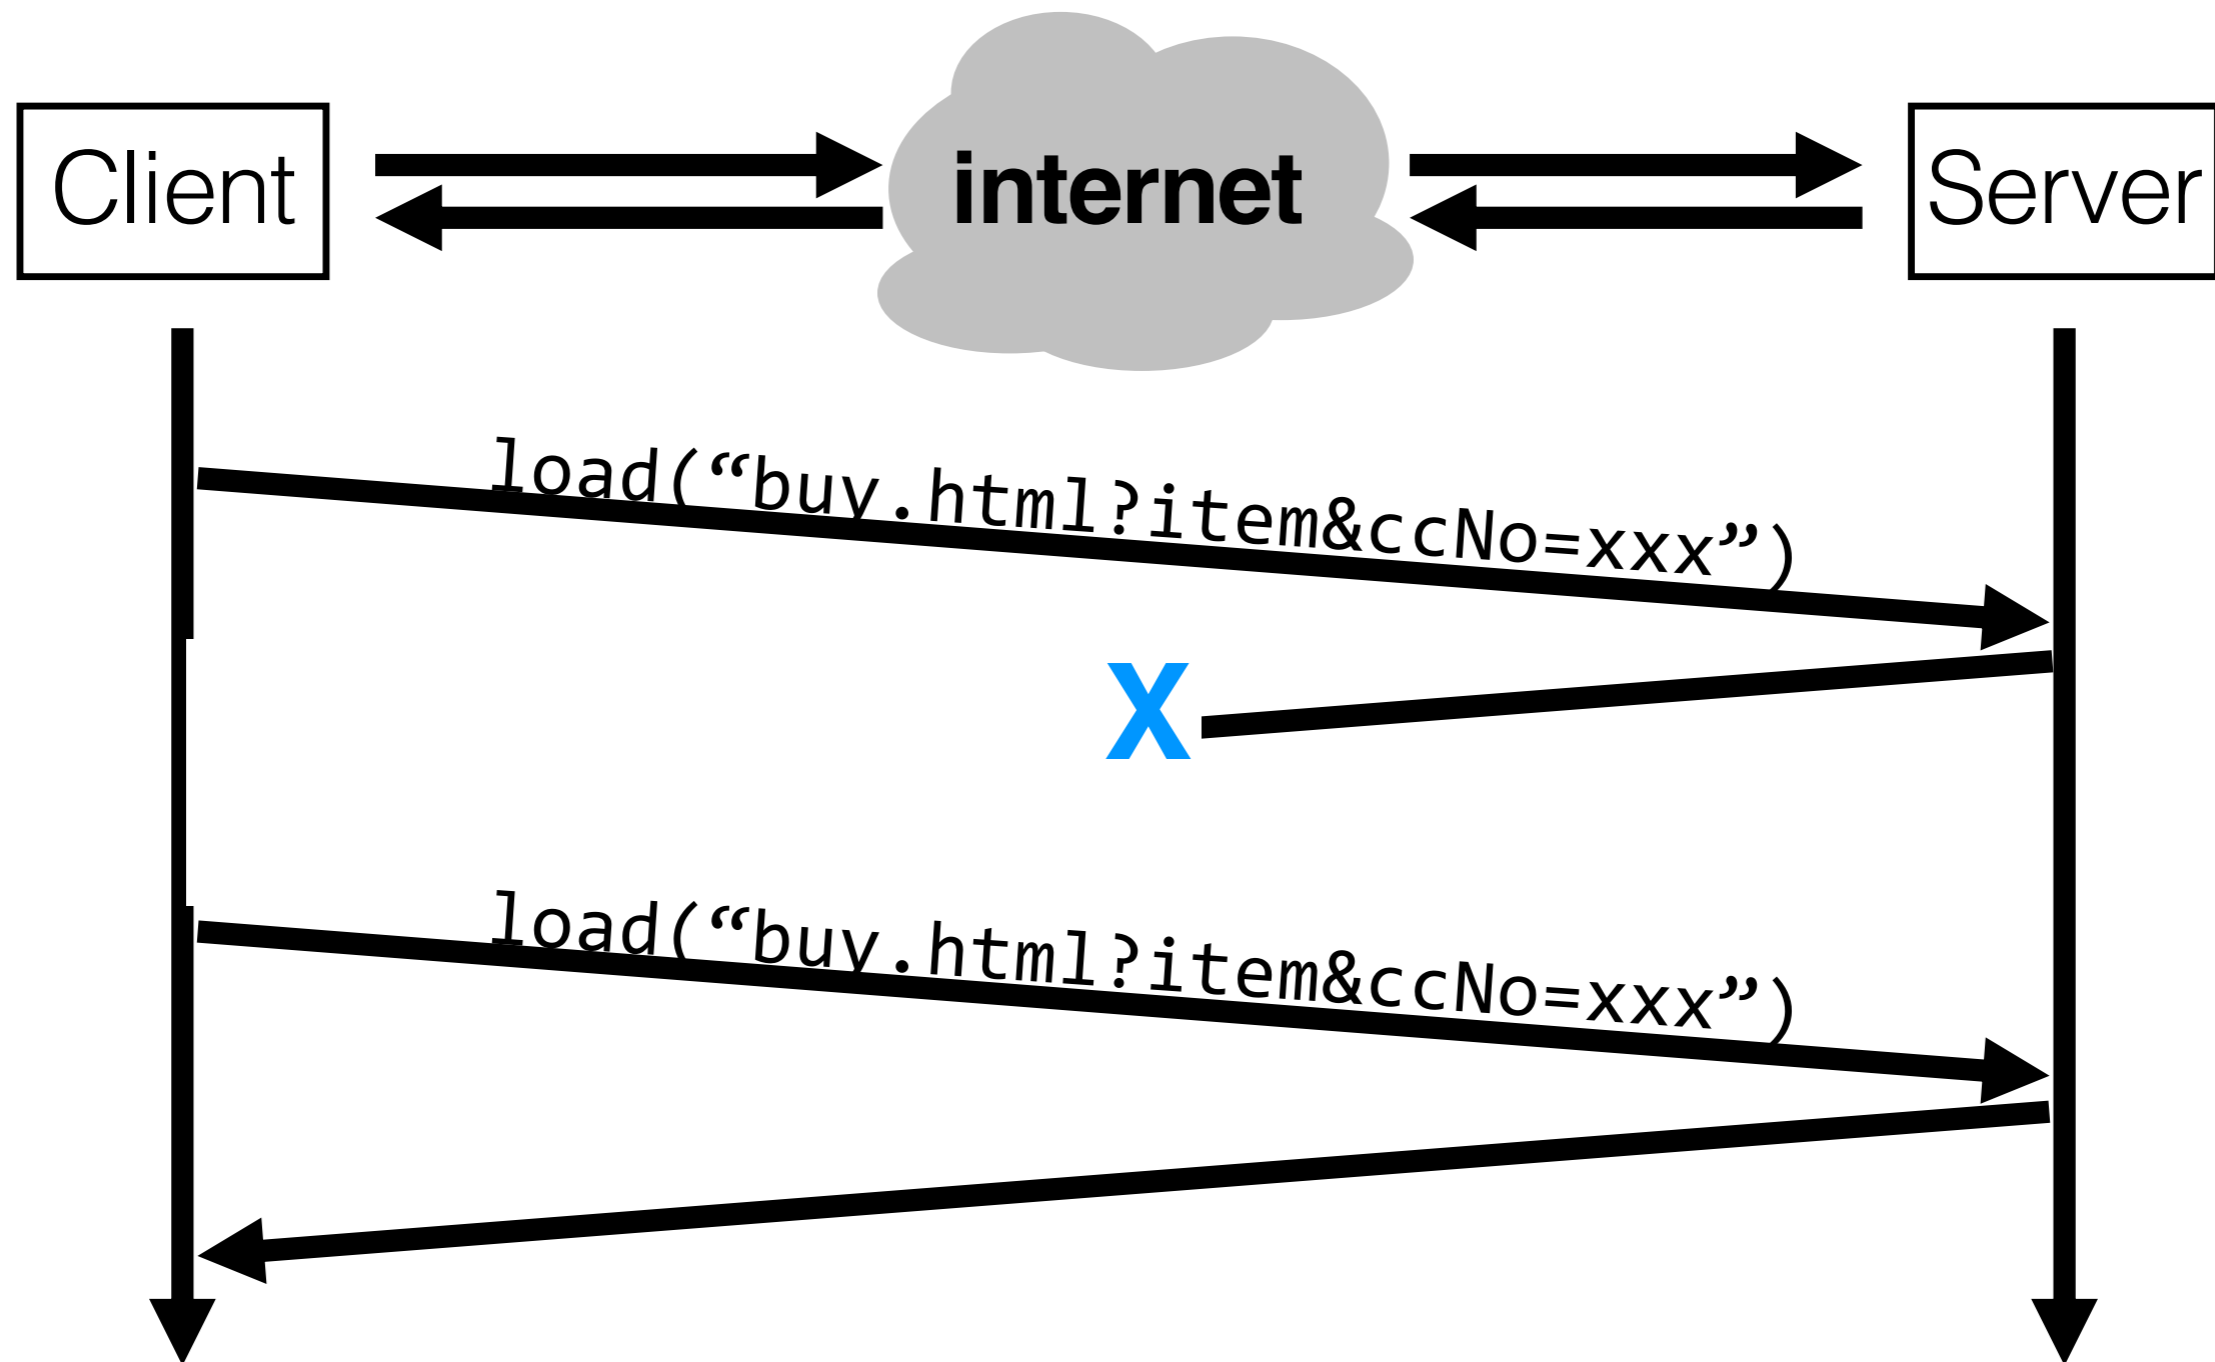 Client
internet
Server
load(“buy.html?item&ccNo=xxx”)
X
load(“buy.html?item&ccNo=xxx”)